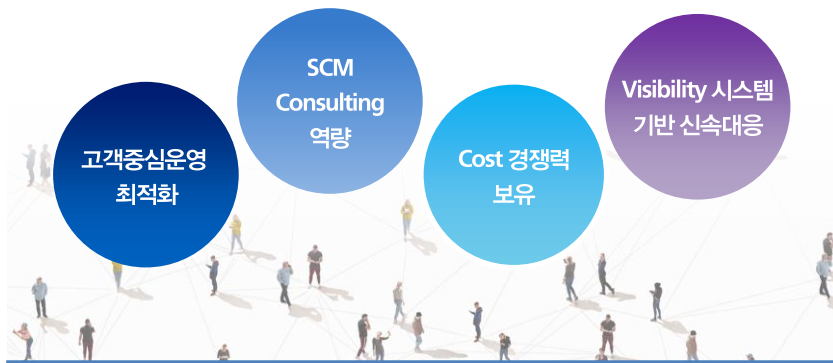 고객중심운영
최적화
SCM
Consulting
역량
Cost 경쟁력
보유
Visibility 시스템
기반 신속대응